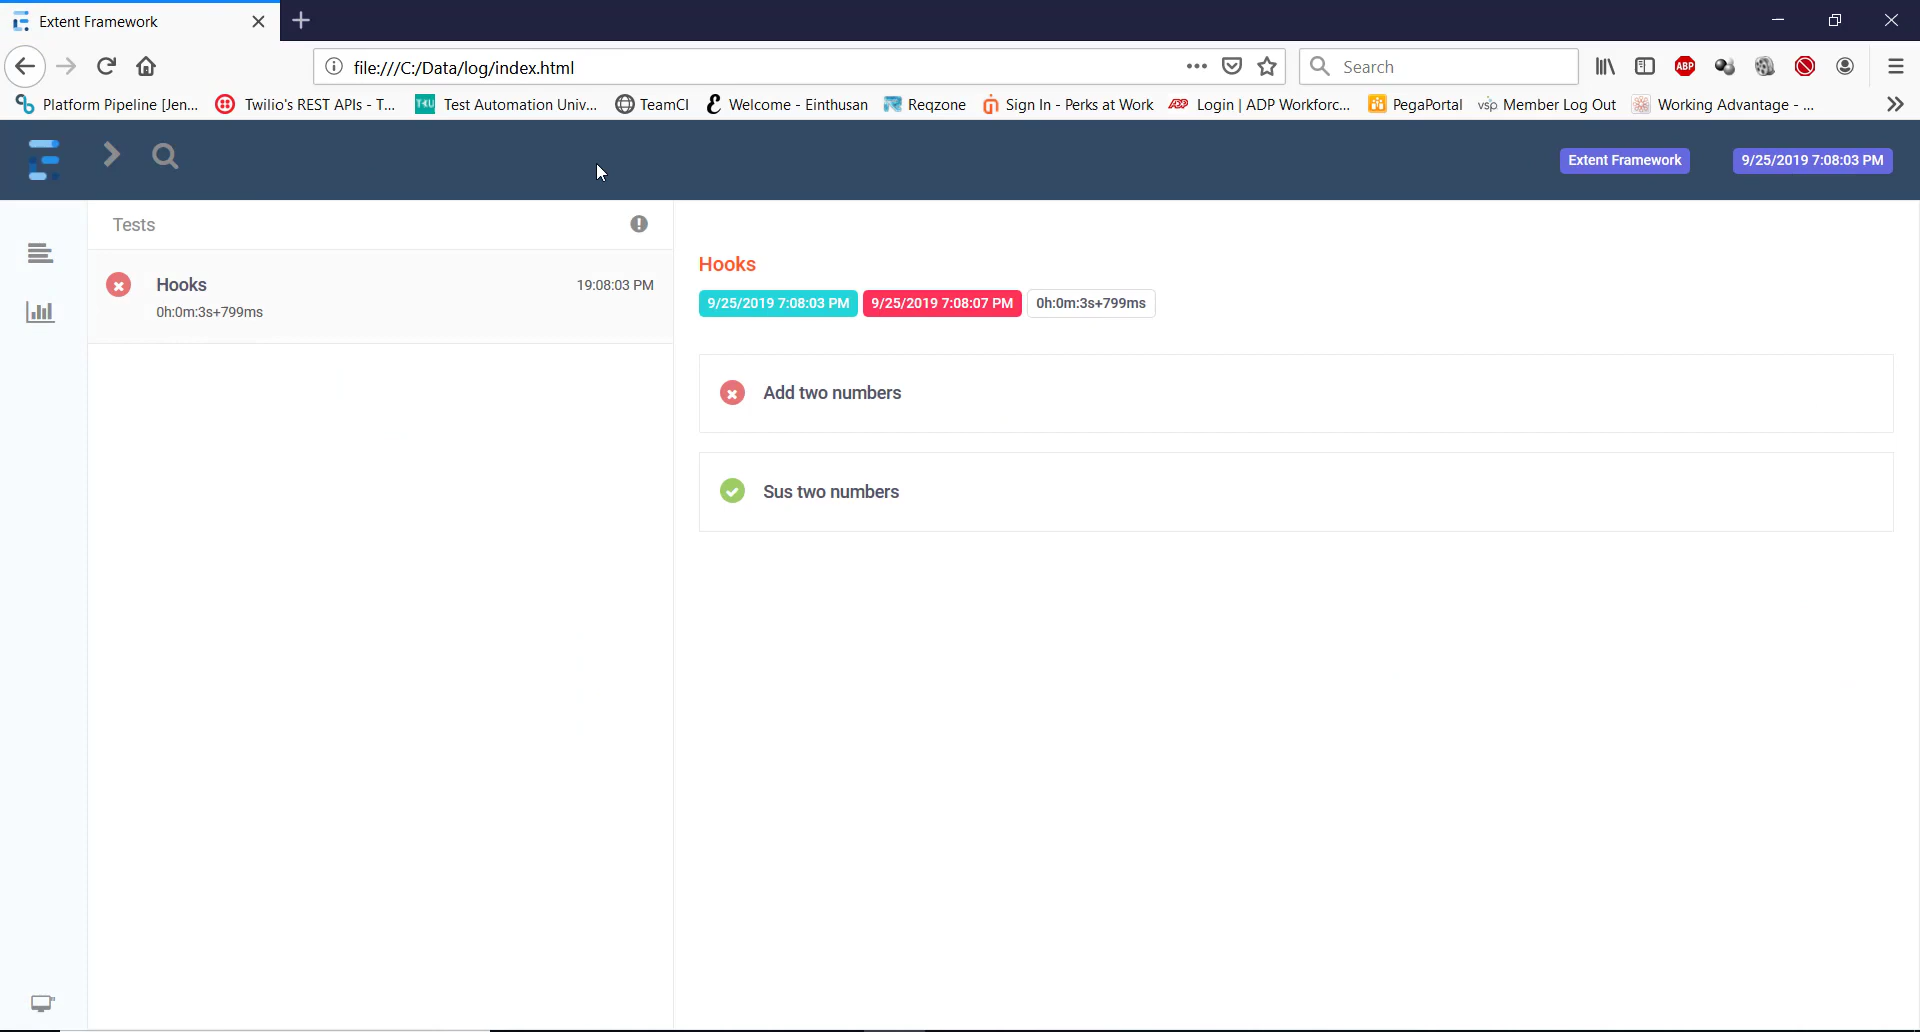 Extent Framework
file:///C:/Data/log/index.html
Search
ABP
Platform Pipeline [Jen... Twilio's REST APIs - T... T4U Test Automation Univ... TeamCI Welcome - Einthusan Reqzone Sign In - Perks at Work ADP Login | ADP Workforc... PegaPortal vsp Member Log Out Working Advantage - ...
Extent Framework 9/25/2019 7:08:03 PM
Tests
Hooks 19:08:03 PM
0h:0m:3s+799ms
Hooks
9/25/2019 7:08:03 PM 9/25/2019 7:08:07 PM 0h:0m:3s+799ms
Add two numbers
Sus two numbers